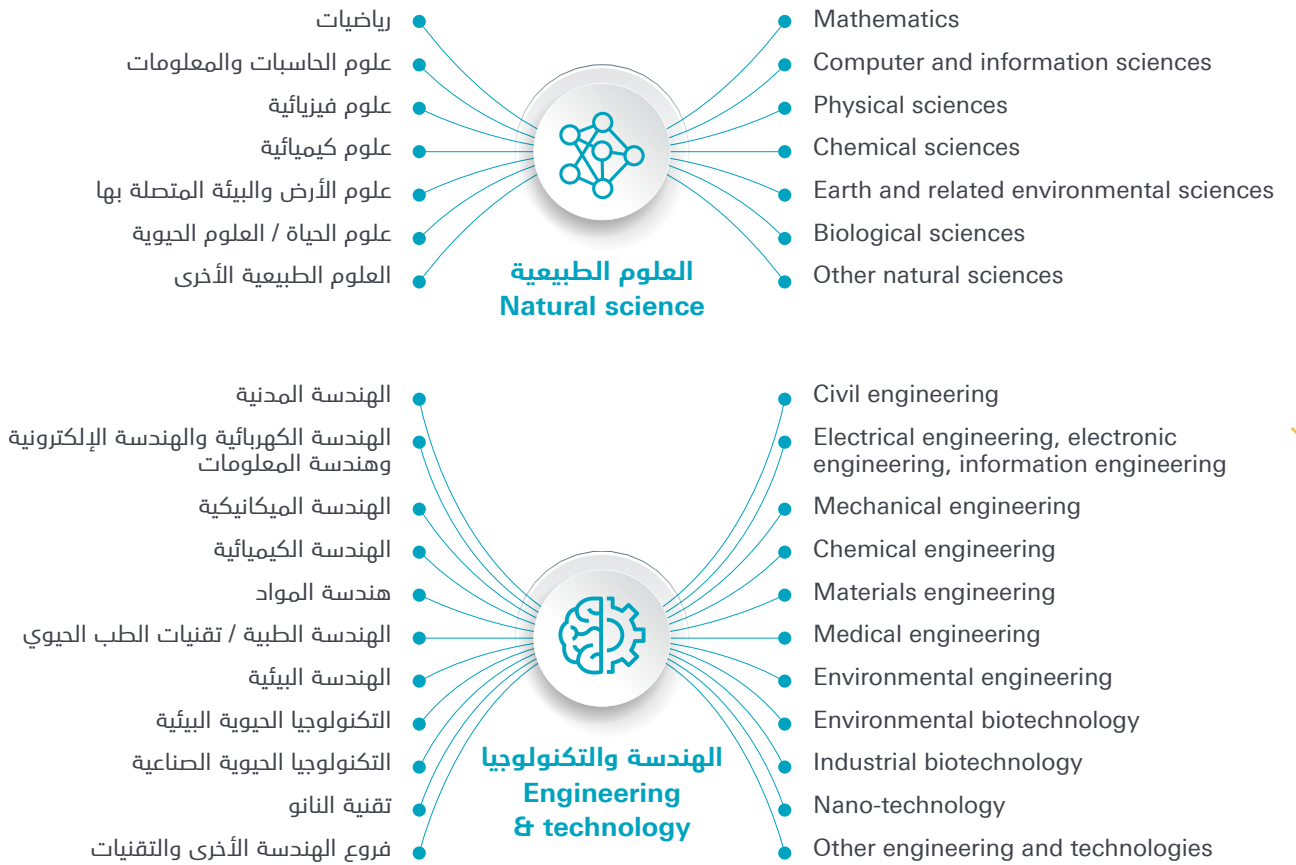 رياضيات
علوم الحاسبات والمعلومات
علوم فيزيائية
علوم كيميائية
علوم الأرض والبيئة المتصلة بها
علوم الحياة / العلوم الحيوية
العلوم الطبيعية الأخرى
العلوم الطبيعية
Natural science
Mathematics
Computer and information sciences
Physical sciences
Chemical sciences
Earth and related environmental sciences
Biological sciences
Other natural sciences
الهندسة المدنية
الهندسة الكهربائية والهندسة الإلكترونية
وهندسة المعلومات
الهندسة الميكانيكية
الهندسة الكيميائية
هندسة المواد
الهندسة الطبية / تقنيات الطب الحيوي
الهندسة البيئية
التكنولوجيا الحيوية البيئية
التكنولوجيا الحيوية الصناعية
تقنية النانو
فروع الهندسة الأخرى والتقنيات
الهندسة والتكنولوجيا
Engineering
& technology
Civil engineering
Electrical engineering, electronic
engineering, information engineering
Mechanical engineering
Chemical engineering
Materials engineering
Medical engineering
Environmental engineering
Environmental biotechnology
Industrial biotechnology
Nano-technology
Other engineering and technologies